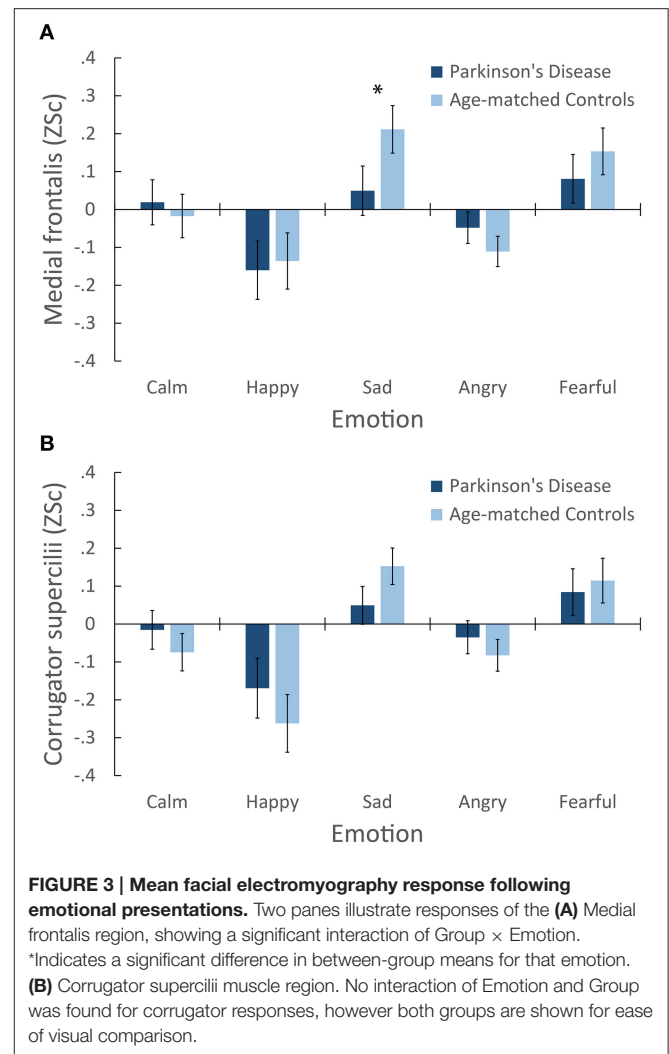 A
Medial frontalis (ZSc)
.4
.3
.2
.1
0
-.1
-.2
-.3
-.4
*
Parkinson's Disease
Age-matched Controls
Calm Happy Sad Angry Fearful
Emotion
B
Corrugator supercilii (ZSc)
.4
.3
.2
.1
0
-.1
-.2
-.3
-.4
Parkinson's Disease
Age-matched Controls
Calm Happy Sad Angry Fearful
Emotion
FIGURE 3 | Mean facial electromyography response following
emotional presentations. Two panes illustrate responses of the (A) Medial
frontalis region, showing a significant interaction of Group × Emotion.
*Indicates a significant difference in between-group means for that emotion.
(B) Corrugator supercilii muscle region. No interaction of Emotion and Group
was found for corrugator responses, however both groups are shown for ease
of visual comparison.